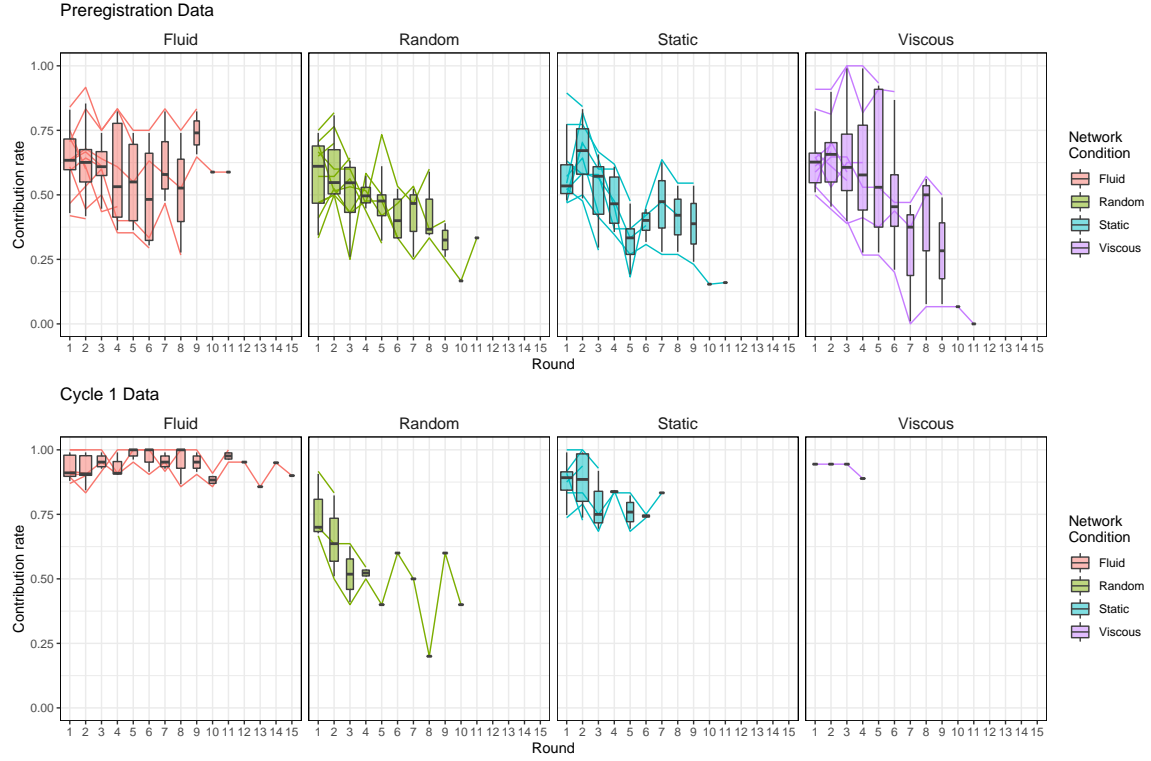 Preregistration Data
Fluid Random Static Viscous
1.00
0.75
0.50
0.25
0.00
Contribution rate
1 2 3 4 5 6 7 8 9 10 11 12 13 14 15 1 2 3 4 5 6 7 8 9 10 11 12 13 14 15 1 2 3 4 5 6 7 8 9 10 11 12 13 14 15 1 2 3 4 5 6 7 8 9 10 11 12 13 14 15
Round
Network
Condition
Fluid
Random
Static
Viscous
Cycle 1 Data
Fluid Random Static Viscous
1.00
0.75
0.50
0.25
0.00
Contribution rate
1 2 3 4 5 6 7 8 9 10 11 12 13 14 15 1 2 3 4 5 6 7 8 9 10 11 12 13 14 15 1 2 3 4 5 6 7 8 9 10 11 12 13 14 15 1 2 3 4 5 6 7 8 9 10 11 12 13 14 15
Round
Network
Condition
Fluid
Random
Static
Viscous